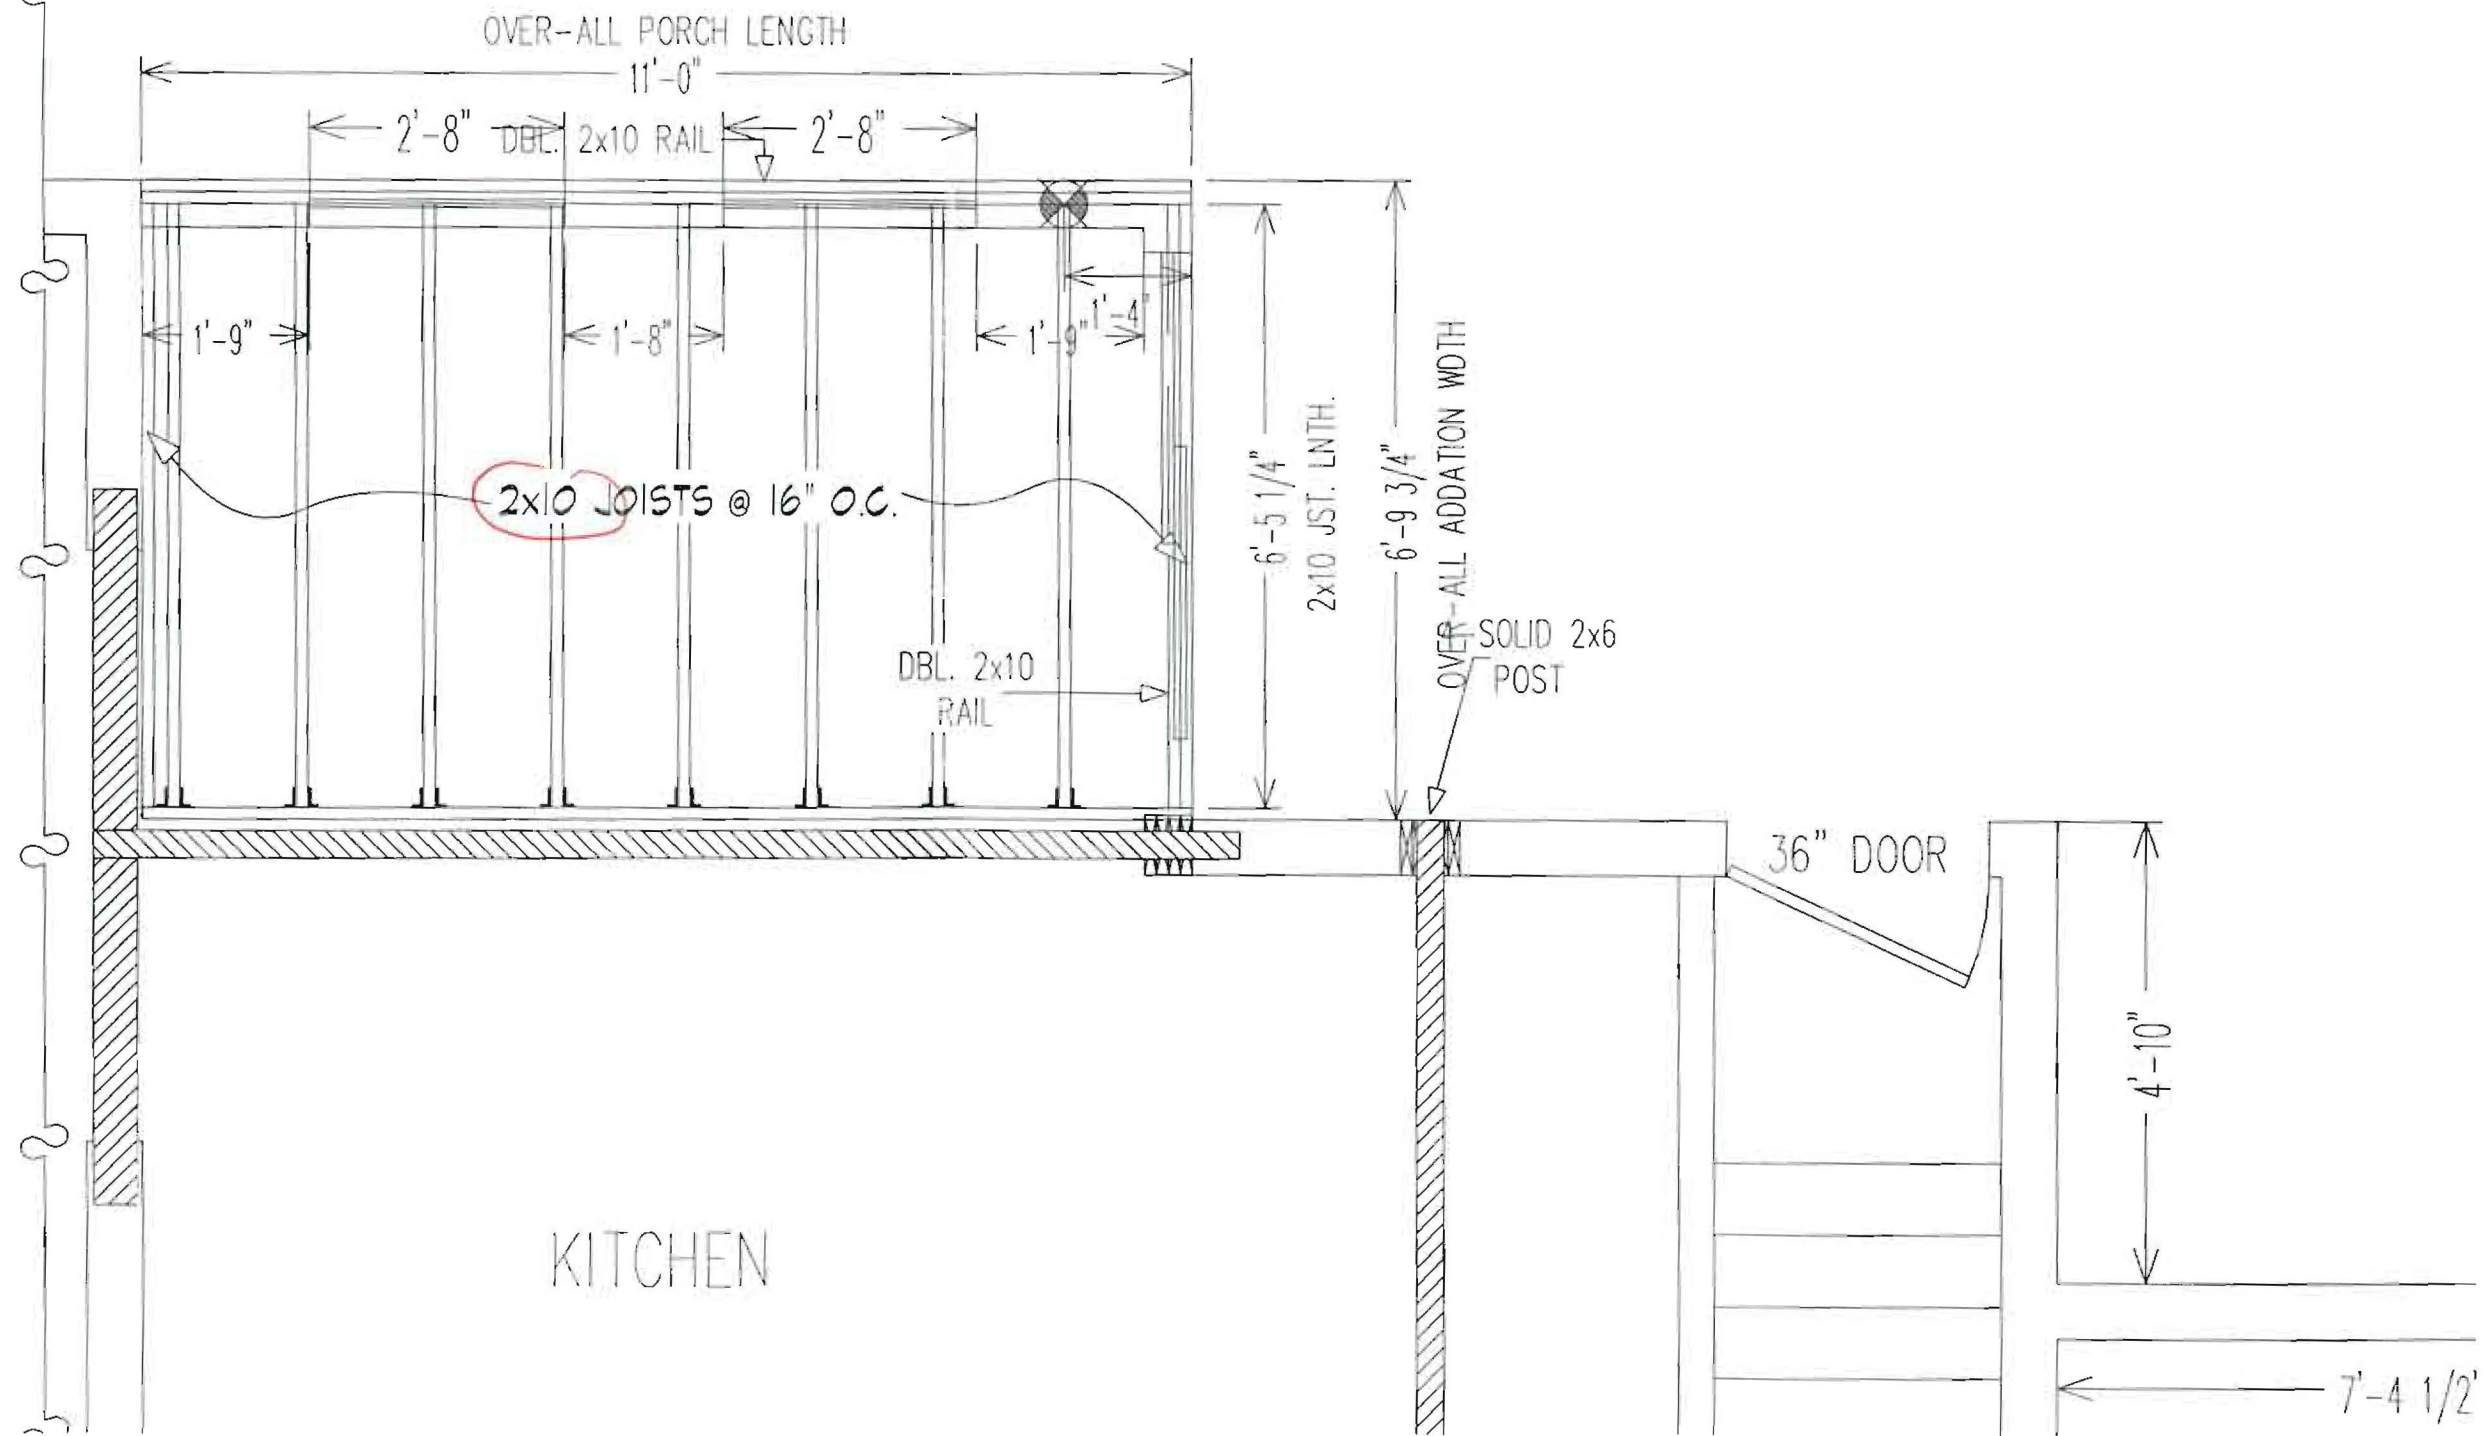 OVER-ALL PORCH LENGTH
11'-0"
2'-8"
DBL. 2x10 RAIL
2'-8"
1'-9"
1'-8"
1'-9"
1'-4"
2x10 JOISTS @ 16" O.C.
6'-5 1/4"
2x10 JST. LNTH.
6'-9 3/4"
OVER-ALL ADDATION WDTH
DBL. 2x10
RAIL
SOLID 2x6
POST
36" DOOR
4'-10"
KITCHEN
7'-4 1/2"